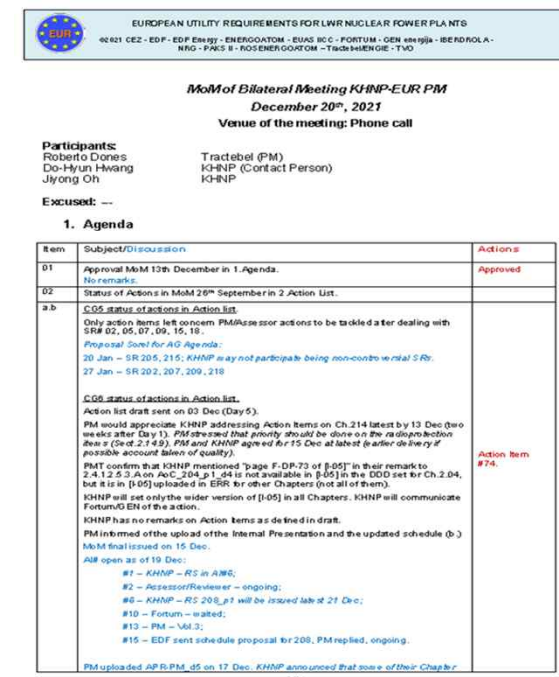 EUR
EUROPEAN UTILITY REQUIREMENTS FOR LWR NUCLEAR POWER PLANTS
©2021 CEZ - EDF - EDF Energy - ENERGOATOM - EUAS IICC - FORTUM - GEN energija - IBERDROLA -
NRG - PAKS II - ROSENERGOATOM – Tractebel/ENGIE - TVO
MoM of Bilateral Meeting KHNP-EUR PM
December 20th, 2021
Venue of the meeting: Phone call
Participants:
Roberto Dones Tractebel (PM)
Do-Hyun Hwang KHNP (Contact Person)
Jiyong Oh KHNP
Excused: ---
1. Agenda
Item Subject/Discussion Actions
01 Approval MoM 13th December in 1.Agenda. Approved
No remarks.
02 Status of Actions in MoM 26th September in 2 Action List.
a.b CG5 status of actions in Action list.
Only action items left concern PM/Assessor actions to be tackled after dealing with
SR# 02, 05, 07, 09, 15, 18.
Proposal Sorel for AG Agenda:
20 Jan – SR 205, 215; KHNP may not participate being non-controversial SRs.
27 Jan – SR 202, 207, 209, 218
CG6 status of actions in Action list.
Action list draft sent on 03 Dec (Day 5).
PM would appreciate KHNP addressing Action Items on Ch.214 latest by 13 Dec (two
weeks after Day 1). PM stressed that priority should be done on the radioprotection
items (Sect.2.14.9). PM and KHNP agreed for 15 Dec at latest (earlier delivery if
possible account taken of quality).
PMT confirm that KHNP mentioned "page F-DP-73 of [I-05]" in their remark to
2.4.1.2.5.3.A on AoC_204_p1_d4 is not available in [I-05] in the DDD set for Ch.2.04,
but it is in [I-05] uploaded in ERR for other Chapters (not all of them).
Action Item
#74.
KHNP will set only the wider version of [I-05] in all Chapters. KHNP will communicate
Fortum/GEN of the action.
KHNP has no remarks on Action Items as defined in draft.
PM informed of the upload of the Internal Presentation and the updated schedule (b.)
MoM final issued on 15 Dec.
AI# open as of 19 Dec:
#1 – KHNP – RS in AI#6;
#2 – Assessor/Reviewer – ongoing;
#6 – KHNP – RS 208_p1 will be issued latest 21 Dec;
#10 – Fortum – waited;
#13 – PM – Vol.3;
#15 – EDF sent schedule proposal for 208, PM replied, ongoing.
PM uploaded APR-PM_d5 on 17 Dec. KHNP announced that some of their Chapter